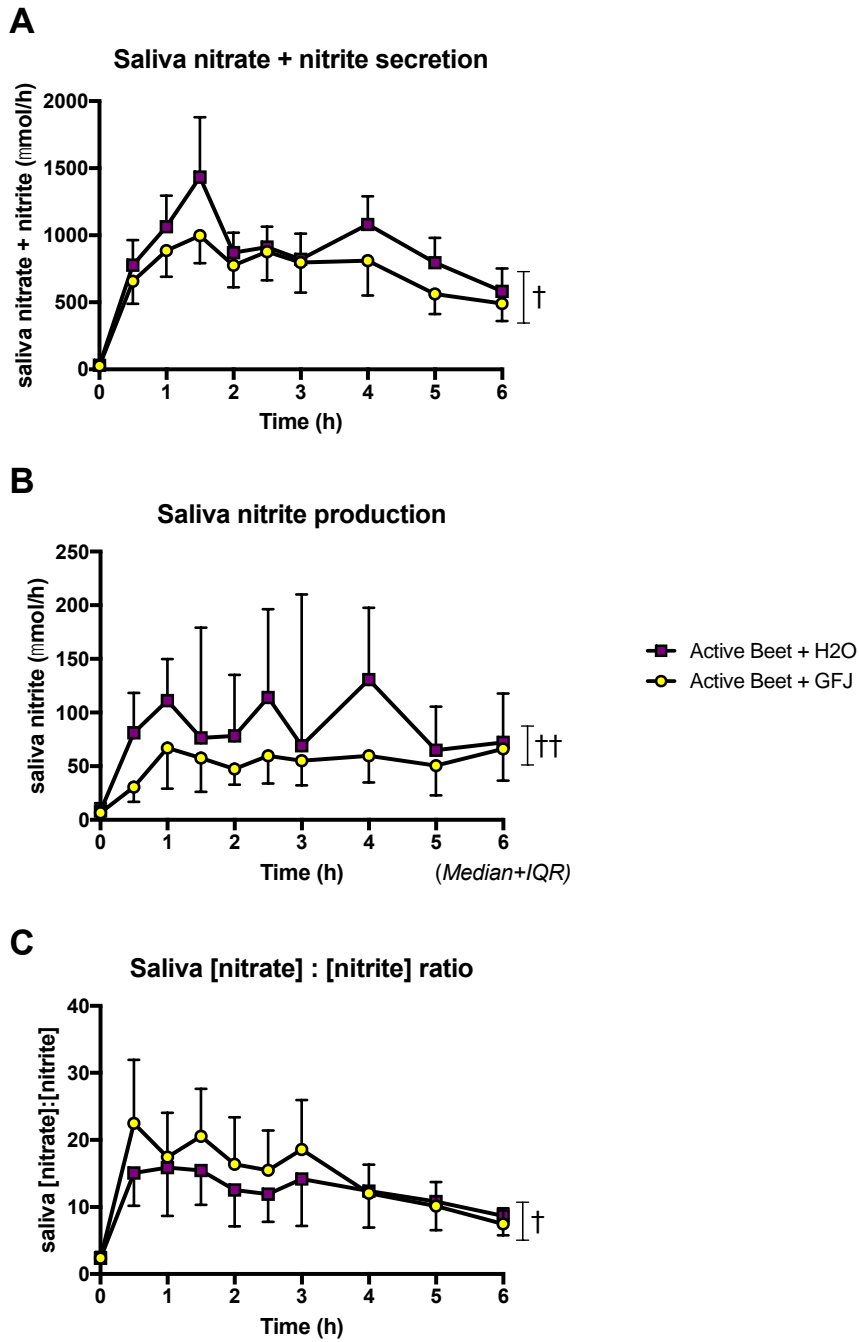 A
Saliva nitrate + nitrite secretion
saliva nitrate + nitrite (mmol/h)
2000
1500
1000
500
0
0 1 2 3 4 5 6
Time (h)
†
B
Saliva nitrite production
saliva nitrite (mmol/h)
250
200
150
100
50
0
0 1 2 3 4 5 6
Time (h) (Median+IQR)
††
Active Beet + H2O
Active Beet + GFJ
C
Saliva [nitrate] : [nitrite] ratio
saliva [nitrate]:[nitrite]
40
30
20
10
0
0 1 2 3 4 5 6
Time (h)
†